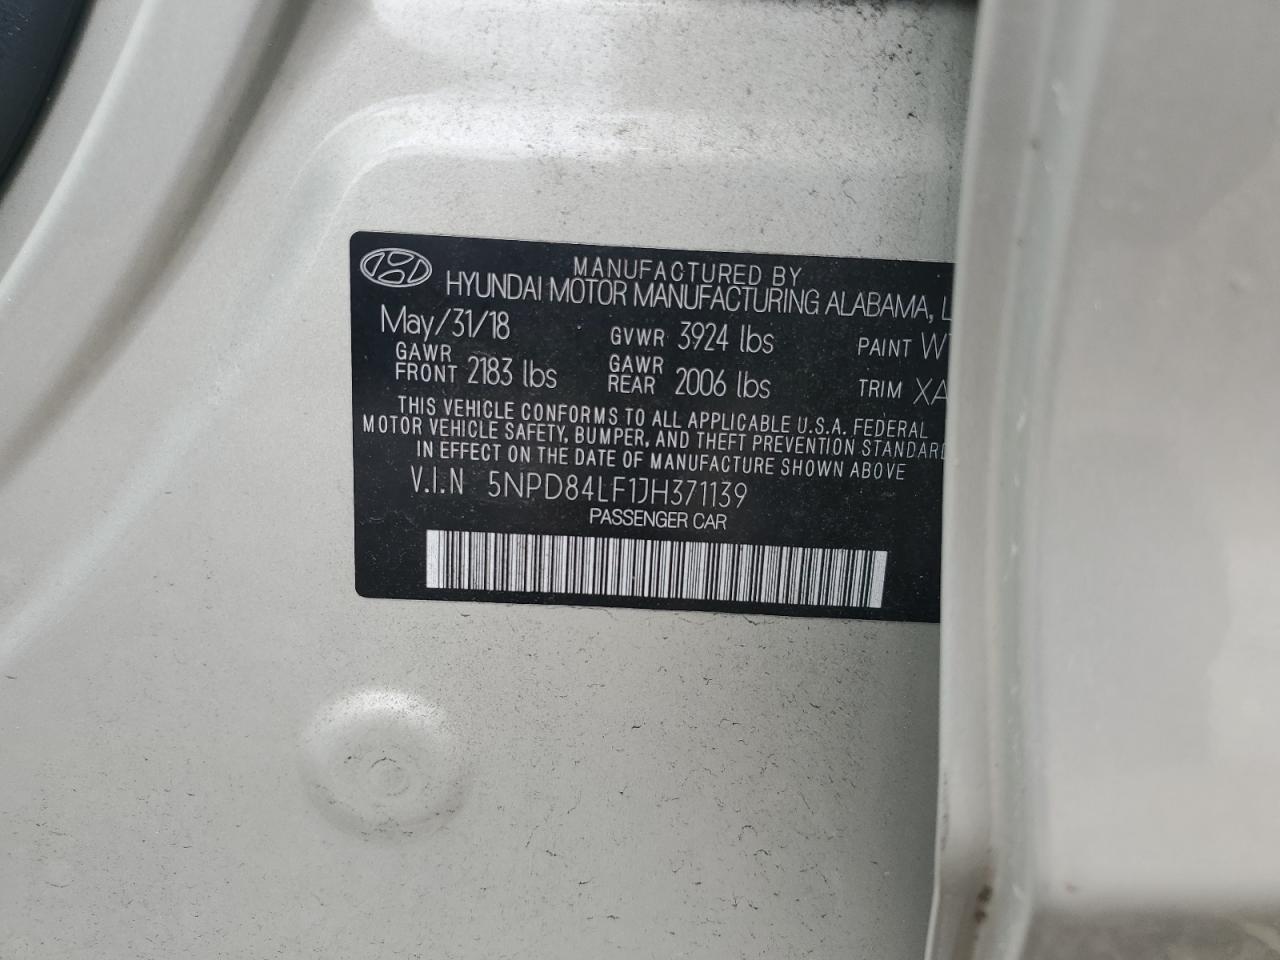 MANUFACTURED BY
HYUNDAI MOTOR MANUFACTURING ALABAMA,
May/31/18 GVWR 3924 lbs PAINT
GAWR FRONT 2183 lbs GAWR REAR 2006 lbs TRIM
THIS VEHICLE CONFORMS TO ALL APPLICABLE U.S.A. FEDERAL
MOTOR VEHICLE SAFETY, BUMPER, AND THEFT PREVENTION
IN EFFECT ON THE DATE OF MANUFACTURE SHOWN ABOVE
V.I.N 5NPD84LF1JH371139
PASSENGER CAR